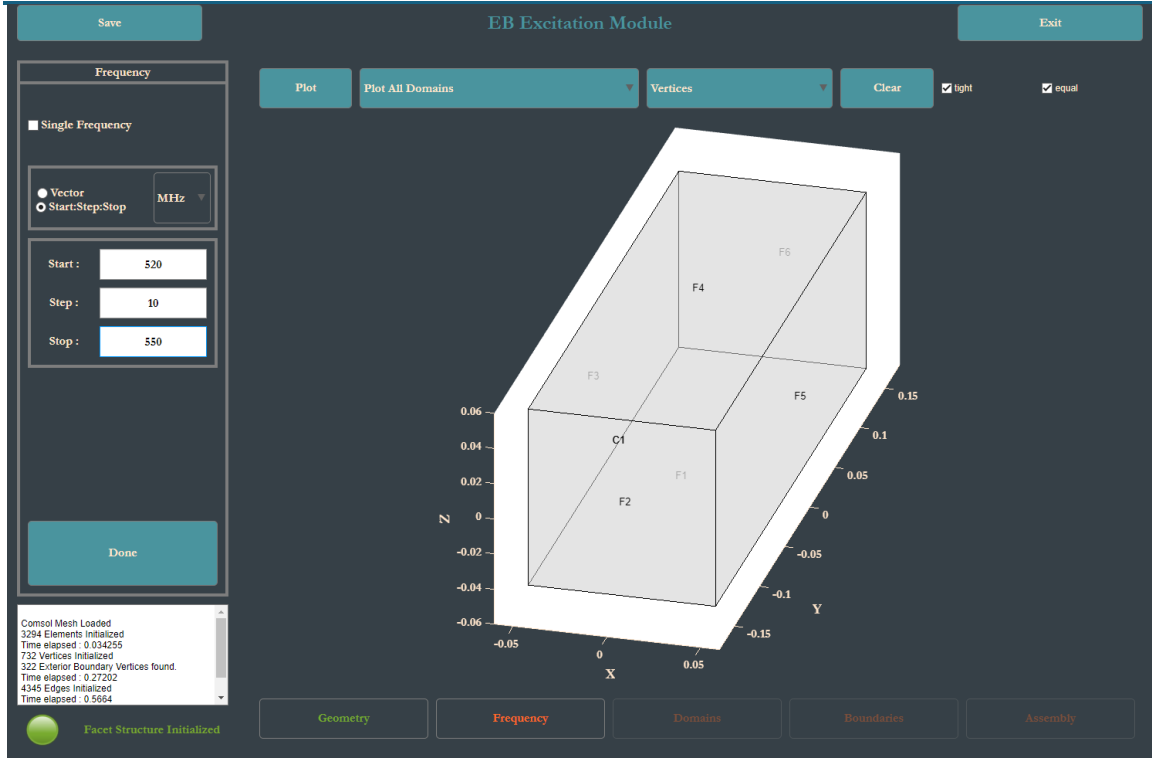 Save
EB Excitation Module
Exit
Frequency
Plot
Plot All Domains
Vertices
Clear
tight
equal
Single Frequency
Vector
Start:Step:Stop
MHz
Start :
520
Step :
10
Stop :
550
Done
Comsol Mesh Loaded
3294 Elements Initialized
Time elapsed : 0.034255
732 Vertices Initialized
322 Exterior Boundary Vertices found.
Time elapsed : 0.27202
4345 Edges Initialized
Time elapsed : 0.5664
Facet Structure Initialized
F6
F4
F3
F5
C1
F1
F2
0.06
0.04
0.02
0
-0.02
-0.04
-0.06
Z
-0.05
0
0.05
X
0.15
0.1
0.05
0
-0.05
-0.1
-0.15
Y
Geometry
Frequency
Domains
Boundaries
Assembly